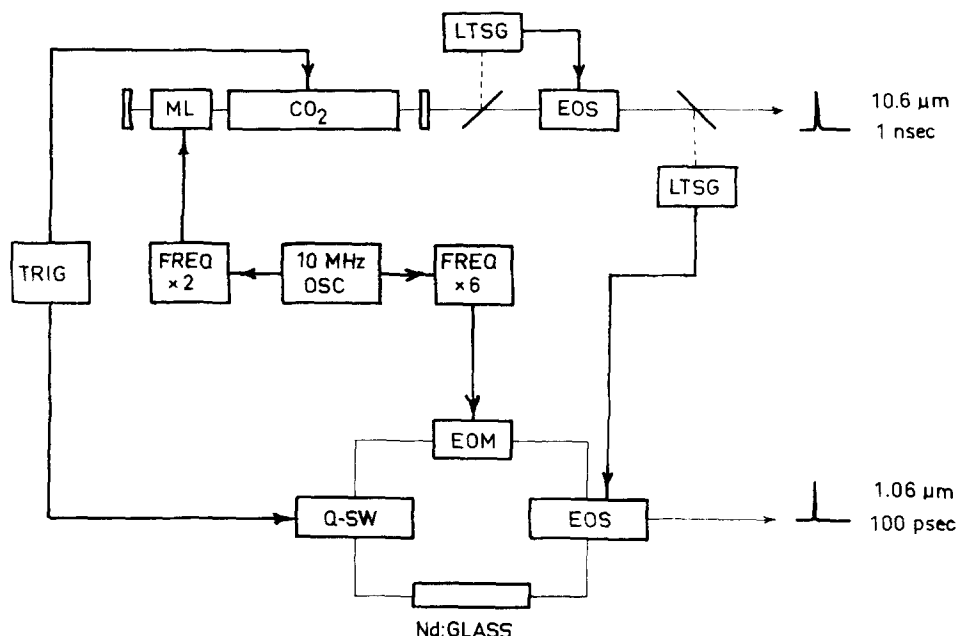 LTSG
ML
CO₂
EOS
10.6 µm
1 nsec
LTSG
TRIG
FREQ
×2
10 MHz
OSC
FREQ
×6
EOM
Q-SW
EOS
1.06 µm
100 psec
Nd:GLASS